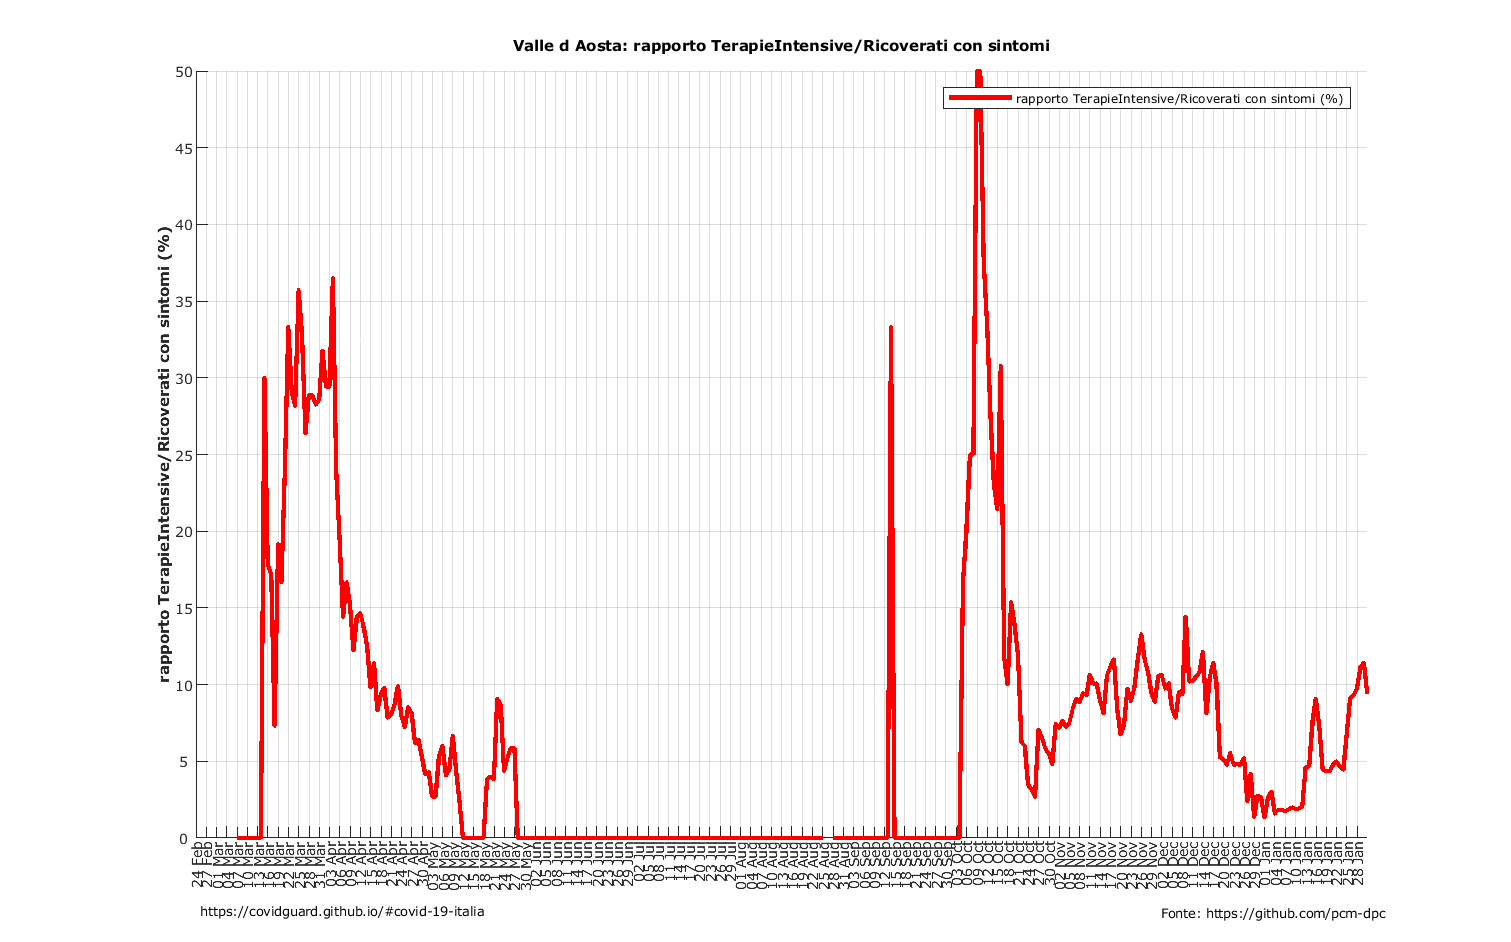 Valle d Aosta: rapporto TerapieIntensive/Ricoverati con sintomi
rapporto TerapieIntensive/Ricoverati con sintomi (%)
rapporto TerapieIntensive/Ricoverati con sintomi (%)
50
45
40
35
30
25
20
15
10
5
0
24 Feb
27 Feb
01 Mar
04 Mar
07 Mar
10 Mar
13 Mar
16 Mar
19 Mar
22 Mar
25 Mar
28 Mar
31 Mar
03 Apr
06 Apr
09 Apr
12 Apr
15 Apr
18 Apr
21 Apr
24 Apr
27 Apr
30 Apr
03 May
06 May
09 May
12 May
15 May
18 May
21 May
24 May
27 May
30 May
02 Jun
05 Jun
08 Jun
11 Jun
14 Jun
17 Jun
20 Jun
23 Jun
26 Jun
29 Jun
02 Jul
05 Jul
08 Jul
11 Jul
14 Jul
17 Jul
20 Jul
23 Jul
26 Jul
29 Jul
01 Aug
04 Aug
07 Aug
10 Aug
13 Aug
16 Aug
19 Aug
22 Aug
25 Aug
28 Aug
31 Aug
03 Sep
06 Sep
09 Sep
12 Sep
15 Sep
18 Sep
21 Sep
24 Sep
27 Sep
30 Sep
03 Oct
06 Oct
09 Oct
12 Oct
15 Oct
18 Oct
21 Oct
24 Oct
27 Oct
30 Oct
02 Nov
05 Nov
08 Nov
11 Nov
14 Nov
17 Nov
20 Nov
23 Nov
26 Nov
29 Nov
02 Dec
05 Dec
08 Dec
11 Dec
14 Dec
17 Dec
20 Dec
23 Dec
26 Dec
29 Dec
01 Jan
04 Jan
07 Jan
10 Jan
13 Jan
16 Jan
19 Jan
22 Jan
25 Jan
28 Jan
https://covidguard.github.io/#covid-19-italia
Fonte: https://github.com/pcm-dpc